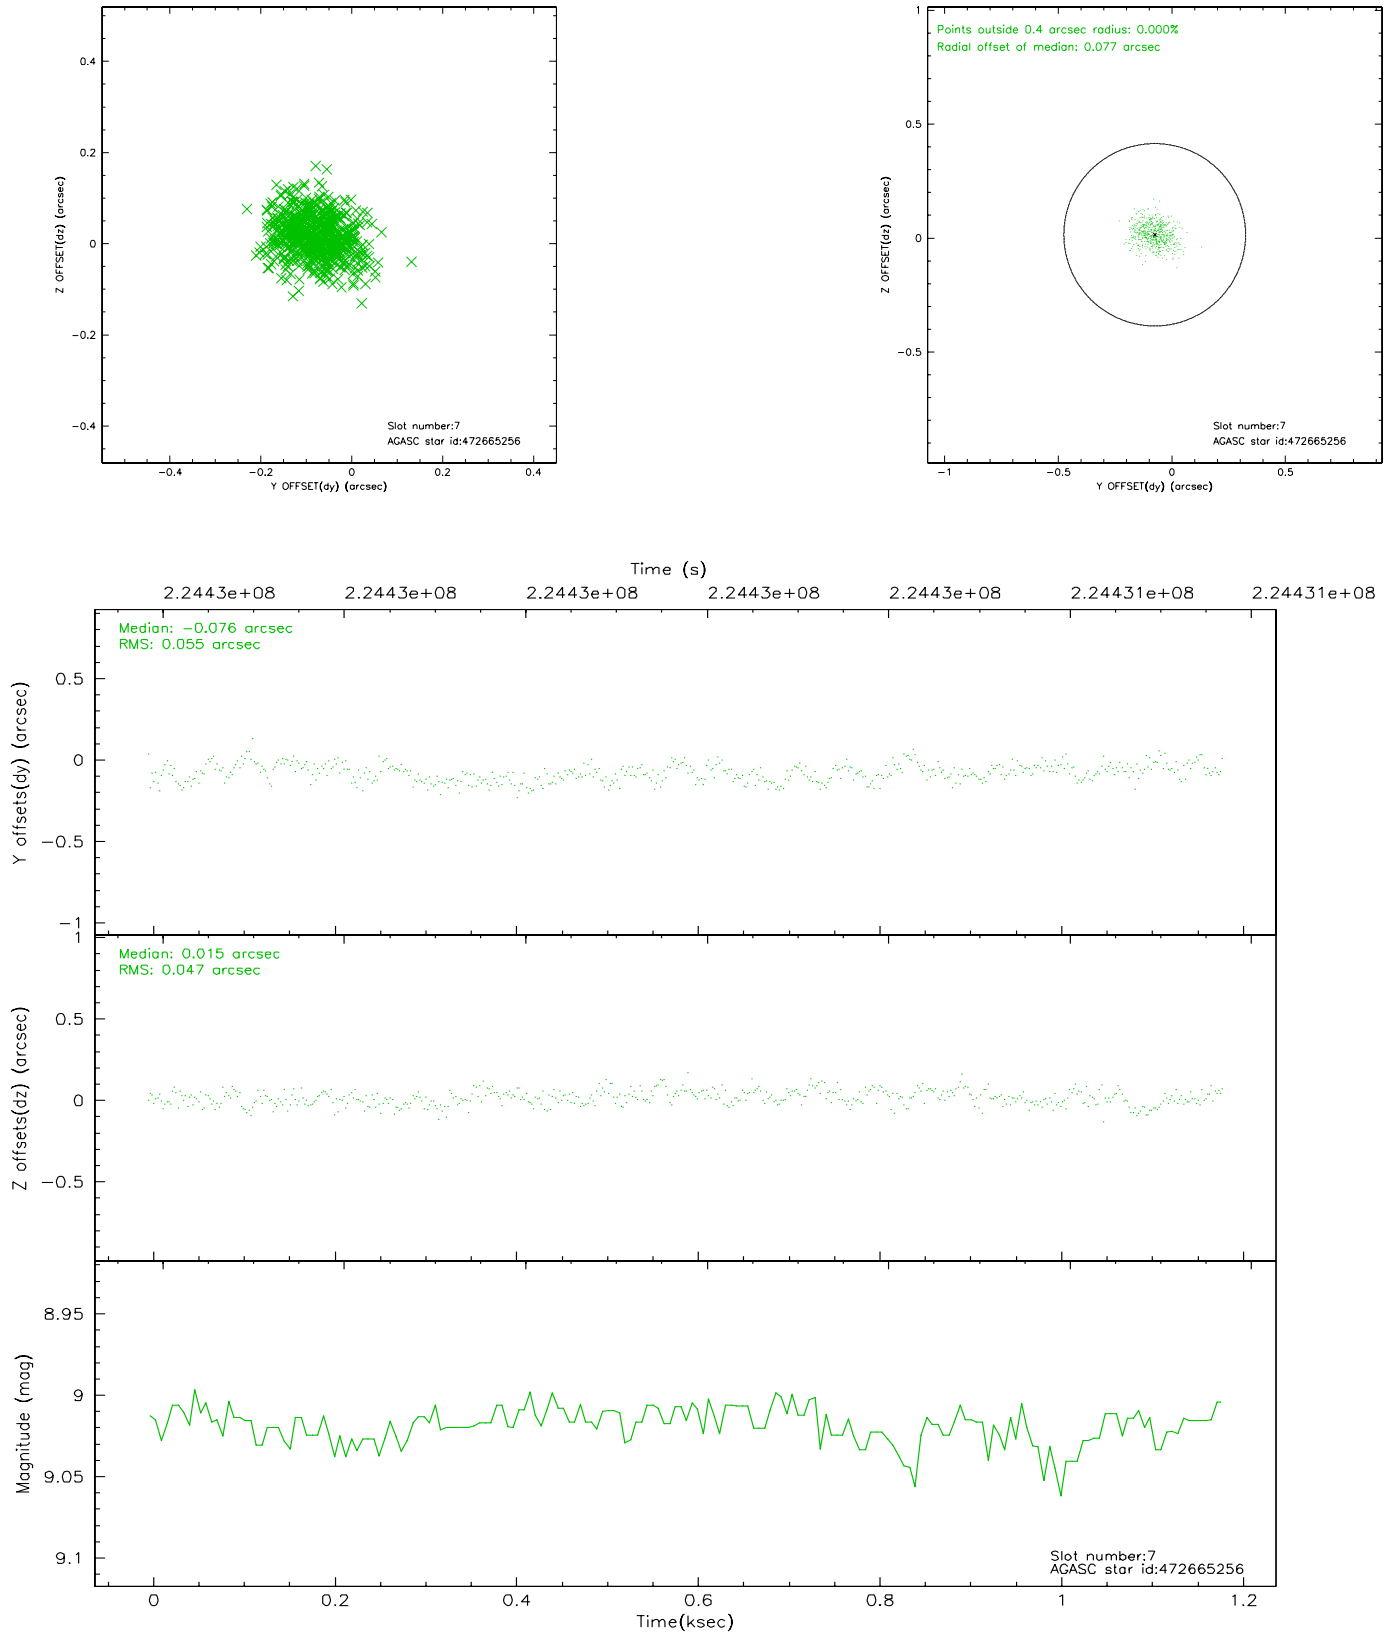 0.4
0.2
0
-0.2
-0.4
Z OFFSET(dz) (arcsec)
Slot number:7
AGASC star id:472665256
-0.4 -0.2 0 0.2 0.4
Y OFFSET(dy) (arcsec)
Points outside 0.4 arcsec radius: 0.000%
Radial offset of median: 0.077 arcsec
1
0.5
0
-0.5
Z OFFSET(dz) (arcsec)
Slot number:7
AGASC star id:472665256
-1 -0.5 0 0.5
Y OFFSET(dy) (arcsec)
Time (s)
2.2443e+08 2.2443e+08 2.2443e+08 2.2443e+08 2.2443e+08 2.24431e+08 2.24431e+08
Median: -0.076 arcsec
RMS: 0.055 arcsec
0.5
0
-0.5
-1
Y offsets(dy) (arcsec)
Median: 0.015 arcsec
RMS: 0.047 arcsec
1
0.5
0
-0.5
Z offsets(dz) (arcsec)
8.95
9
9.05
9.1
Magnitude (mag)
Slot number:7
AGASC star id:472665256
0 0.2 0.4 0.6 0.8 1 1.2
Time(ksec)